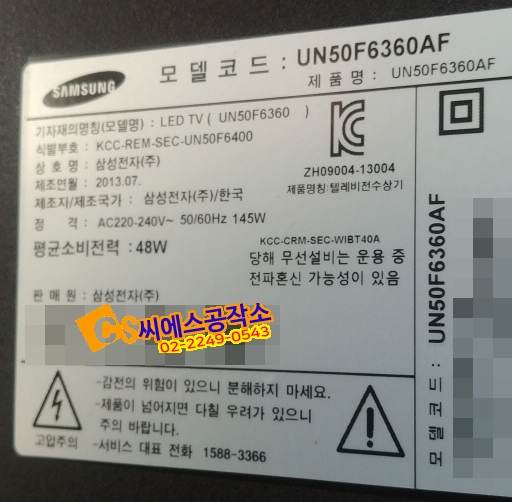 SAMSUNG
모델코드 : UN50F6360AF
제 품 명 : UN50F6360AF
기자재의명칭(모델명) : LED TV ( UN50F6360 )
식별부호 : KCC-REM-SEC-UN50F6400
상 호 명 : 삼성전자(주)
제조연월 : 2013.07.
제조자/제조국가 : 삼성전자(주)/한국
정 격 : AC220-240V~ 50/60Hz 145W
평균소비전력 : 48W
판 매 원 : 삼성전자(주)
ZH09004-13004
제품명칭:텔레비전수상기
KCC-CRM-SEC-WIBT40A
당해 무선설비는 운용 중
전파혼신 가능성이 있음
CS 씨에스공작소
02-2249-0543
고압주의
-감전의 위험이 있으니 분해하지 마세요.
-제품이 넘어지면 다칠 우려가 있으니
주의 바랍니다.
-서비스 대표 전화 1588-3366
모델코드 : UN50F6360AF